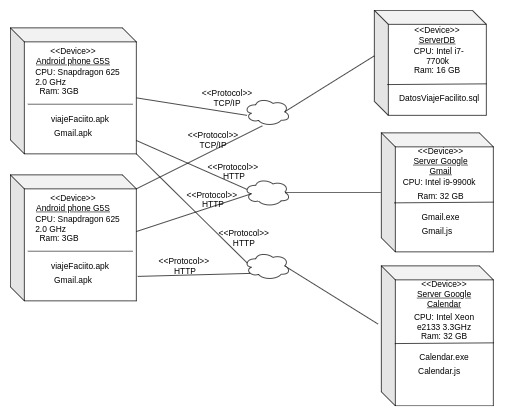 <<Device>>
Android phone G5S
CPU: Snapdragon 625
2.0 GHz
Ram: 3GB
viajeFaciito.apk
Gmail.apk
<<Device>>
Android phone G5S
CPU: Snapdragon 625
2.0 GHz
Ram: 3GB
viajeFaciito.apk
Gmail.apk
<<Protocol>>
TCP/IP
<<Protocol>>
TCP/IP
<<Protocol>>
HTTP
<<Protocol>>
HTTP
<<Protocol>>
HTTP
<<Protocol>>
HTTP
<<Device>>
ServerDB
CPU: Intel i7-
7700k
Ram: 16 GB
DatosViajeFacilito.sql
<<Device>>
Server Google
Gmail
CPU: Intel i9-9900k
Ram: 32 GB
Gmail.exe
Gmail.js
<<Device>>
Server Google
Calendar
CPU: Intel Xeon
e2133 3.3GHz
Ram: 32 GB
Calendar.exe
Calendar.js